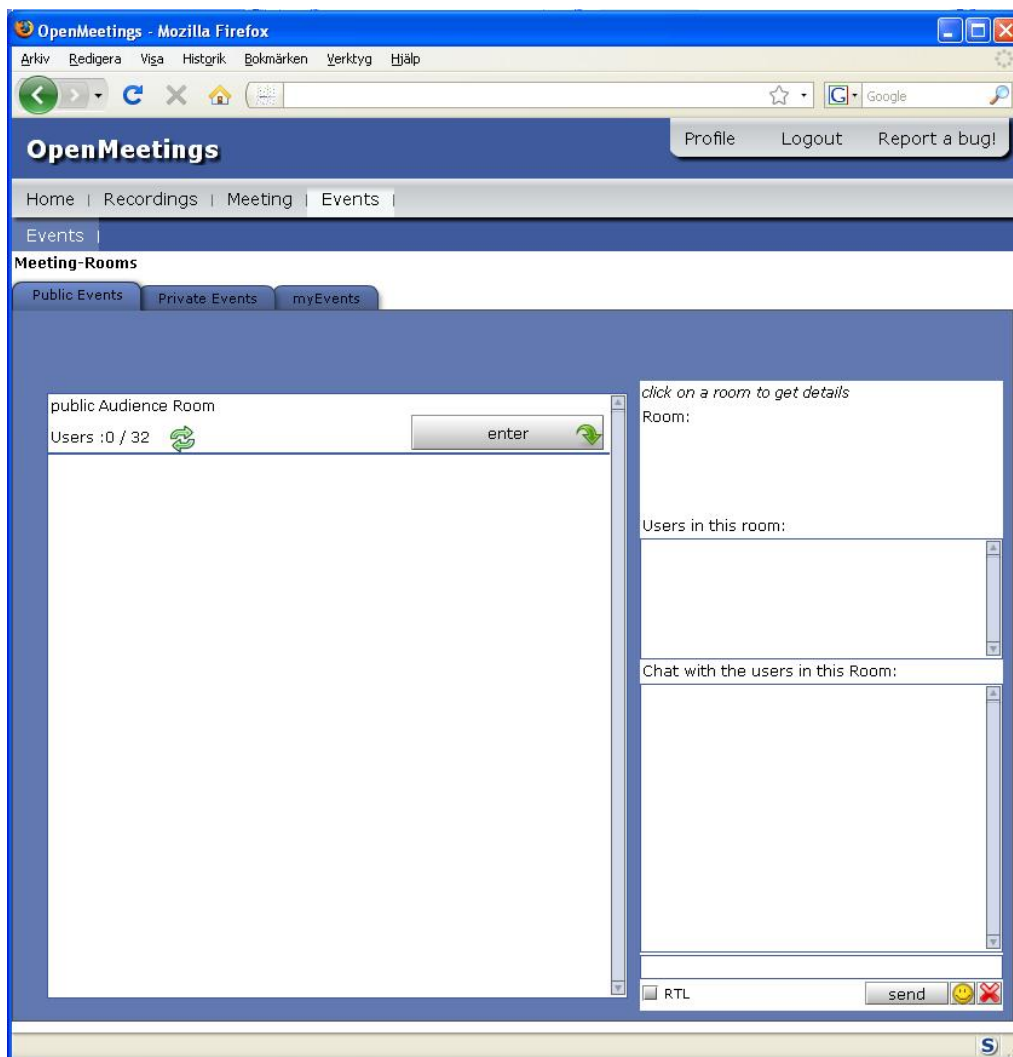 OpenMeetings - Mozilla Firefox
Arkiv Redigera Visa Historik Bokmärken Verktyg Hjälp
G Google
OpenMeetings
Profile Logout Report a bug!
Home | Recordings | Meeting | Events |
Events |
Meeting-Rooms
Public Events Private Events myEvents
public Audience Room
Users :0 / 32 enter
click on a room to get details
Room:
Users in this room:
Chat with the users in this Room:
RTL send
S